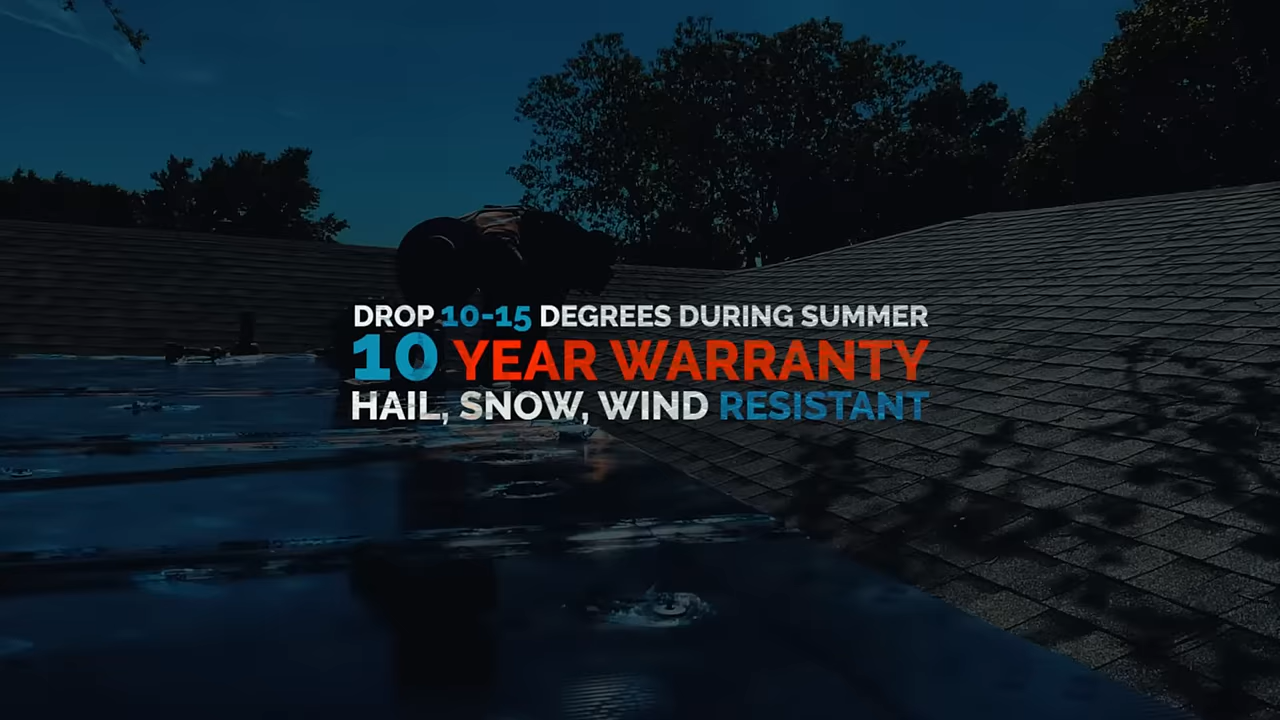 DROP 10-15 DEGREES DURING SUMMER
10 YEAR WARRANTY
HAIL, SNOW, WIND RESISTANT